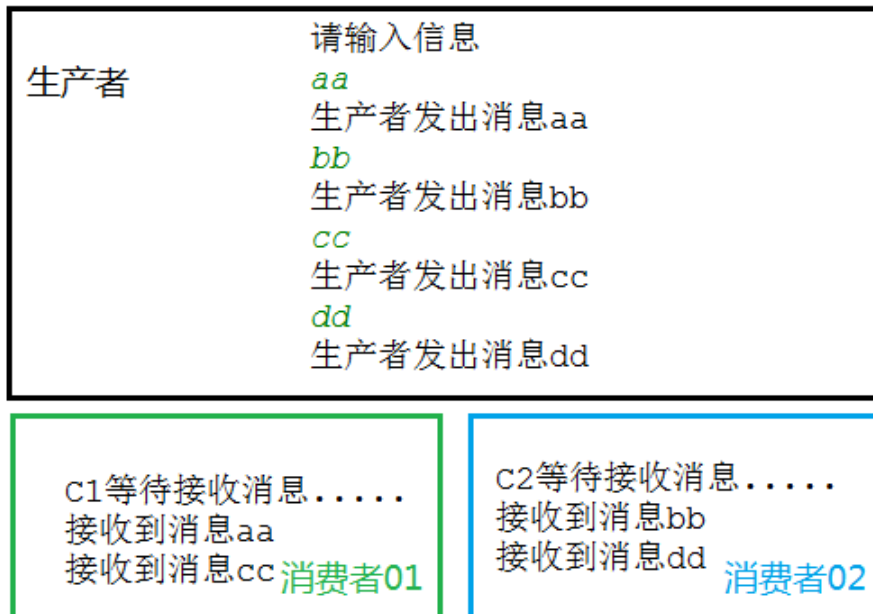 生产者
请输入信息
aa
生产者发出消息aa
bb
生产者发出消息bb
cc
生产者发出消息cc
dd
生产者发出消息dd
C1等待接收消息.....
接收到消息aa
接收到消息cc
消费者01
C2等待接收消息.....
接收到消息bb
接收到消息dd
消费者02